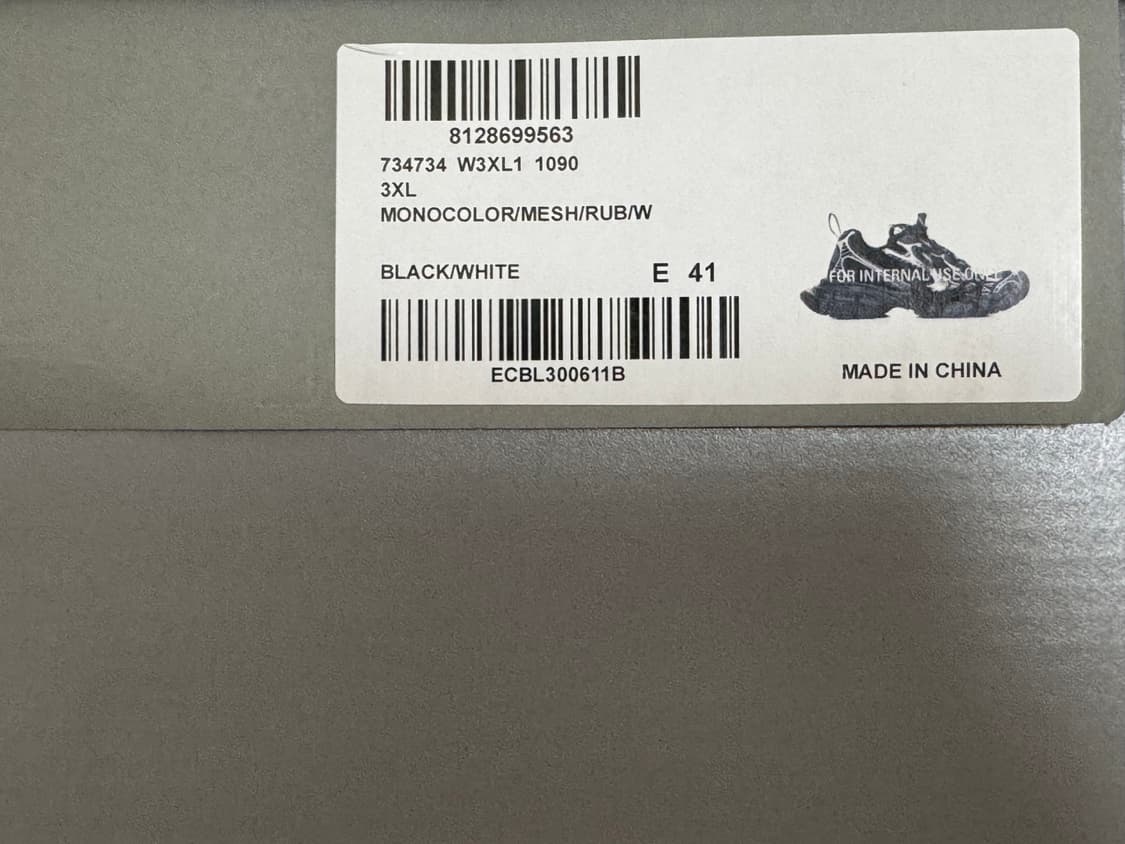 8128699563
734734 W3XL1 1090
3XL
MONOCOLOR/MESH/RUB/W
BLACK/WHITE E 41
FOR INTERNAL USE ONLY
ECBL300611B
MADE IN CHINA